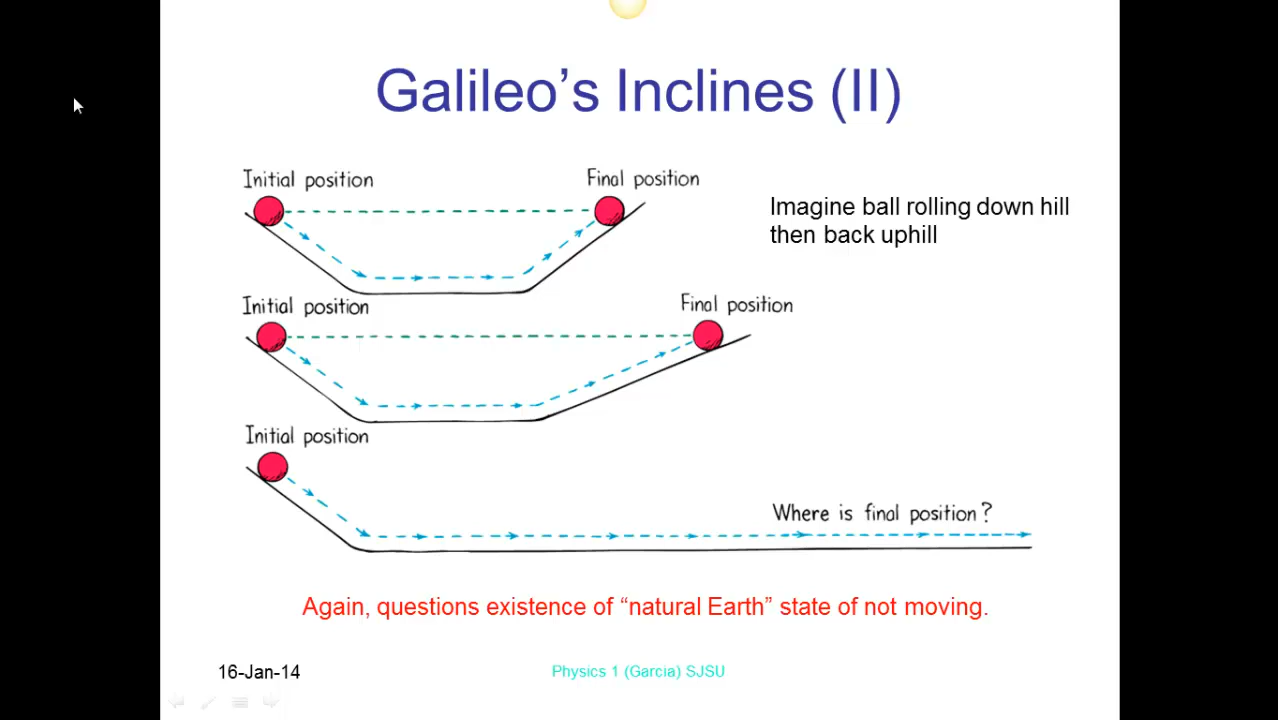 Galileo’s Inclines (II)
Initial position
Final position
Imagine ball rolling down hill
then back uphill
Initial position
Final position
Initial position
Where is final position?
Again, questions existence of “natural Earth” state of not moving.
16-Jan-14
Physics 1 (Garcia) SJSU